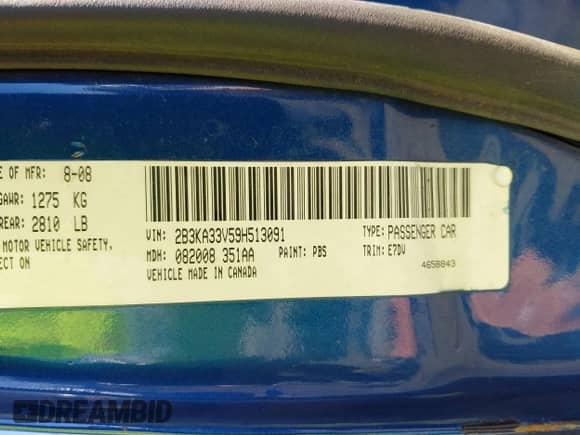 E OF MFR: 8-08
GAWR: 1275 KG
REAR: 2810 LB
MOTOR VEHICLE SAFETY.
ECT ON
VIN: 2B3KA33V59H513091
TYPE: PASSENGER CAR
MDH: 082008 351AA
PAINT: PBS
TRIM: E7DV
VEHICLE MADE IN CANADA
4658843
DREAMBID